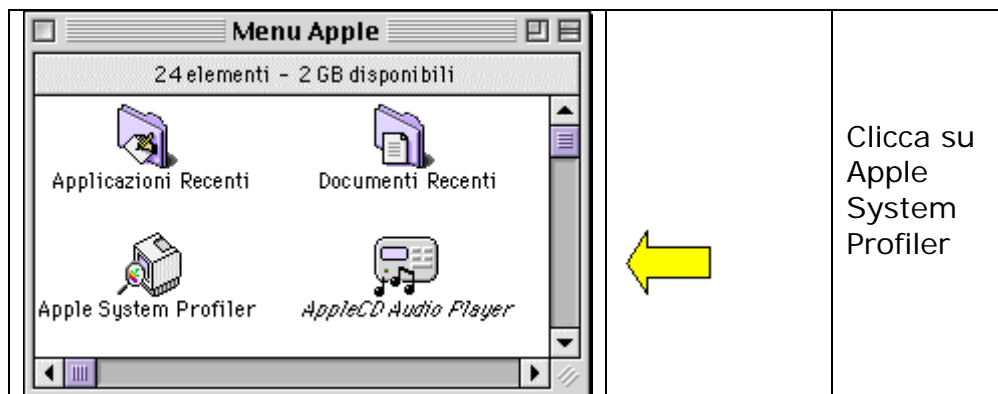 Menu Apple
24 elementi - 2 GB disponibili
Applicazioni Recenti
Documenti Recenti
Apple System Profiler
AppleCD Audio Player
Clicca su
Apple
System
Profiler